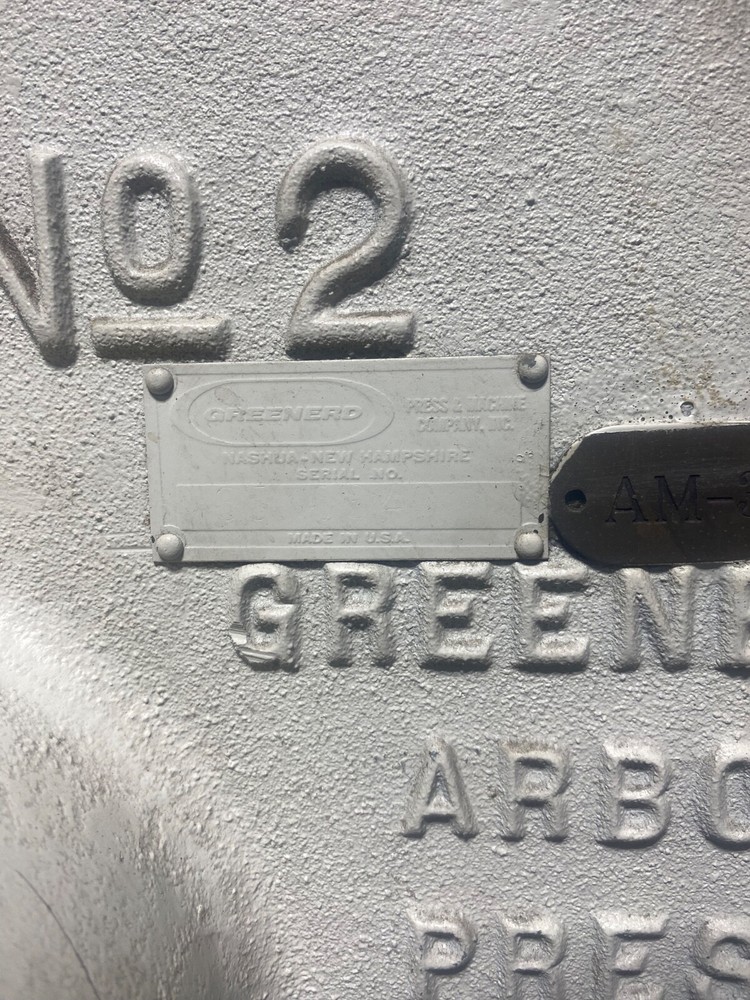 No 2
GREENERD PRESS & MACHINE
COMPANY, INC.
NASHUA-NEW HAMPSHIRE
SERIAL NO.
MADE IN U.S.A.
AM-
GREEN
ARBO
PRES